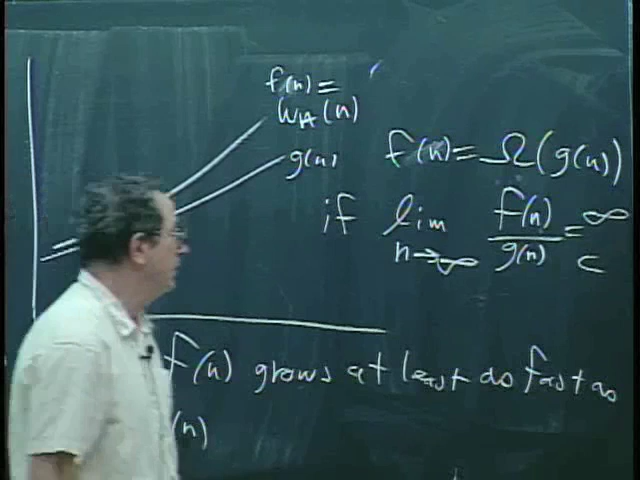 f(n) =
W_A(n)
g(n)
f(n) = Ω(g(n))
if lim n→∞ f(n)/g(n) = ∞
c
f(n) grows at least as fast as
(n)